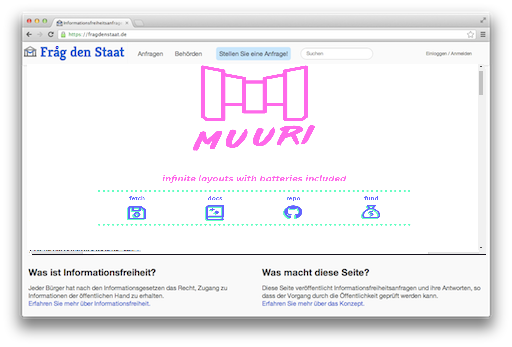 Informationsfreiheitsanfrag
https://fragdenstaat.de
Fråg den Staat Anfragen Behörden Stellen Sie eine Anfrage! Suchen Einloggen / Anmelden
MUURI
infinite layouts with batteries included
fetch docs repo fund
Was ist Informationsfreiheit?
Jeder Bürger hat nach den Informationsgesetzen das Recht, Zugang zu
Informationen der öffentlichen Hand zu erhalten.
Erfahren Sie mehr über Informationsfreiheit.
Was macht diese Seite?
Diese Seite veröffentlicht Informationsfreiheitsanfragen und ihre Antworten, so
dass der Vorgang durch die Öffentlichkeit geprüft werden kann.
Erfahren Sie mehr über das Konzept.